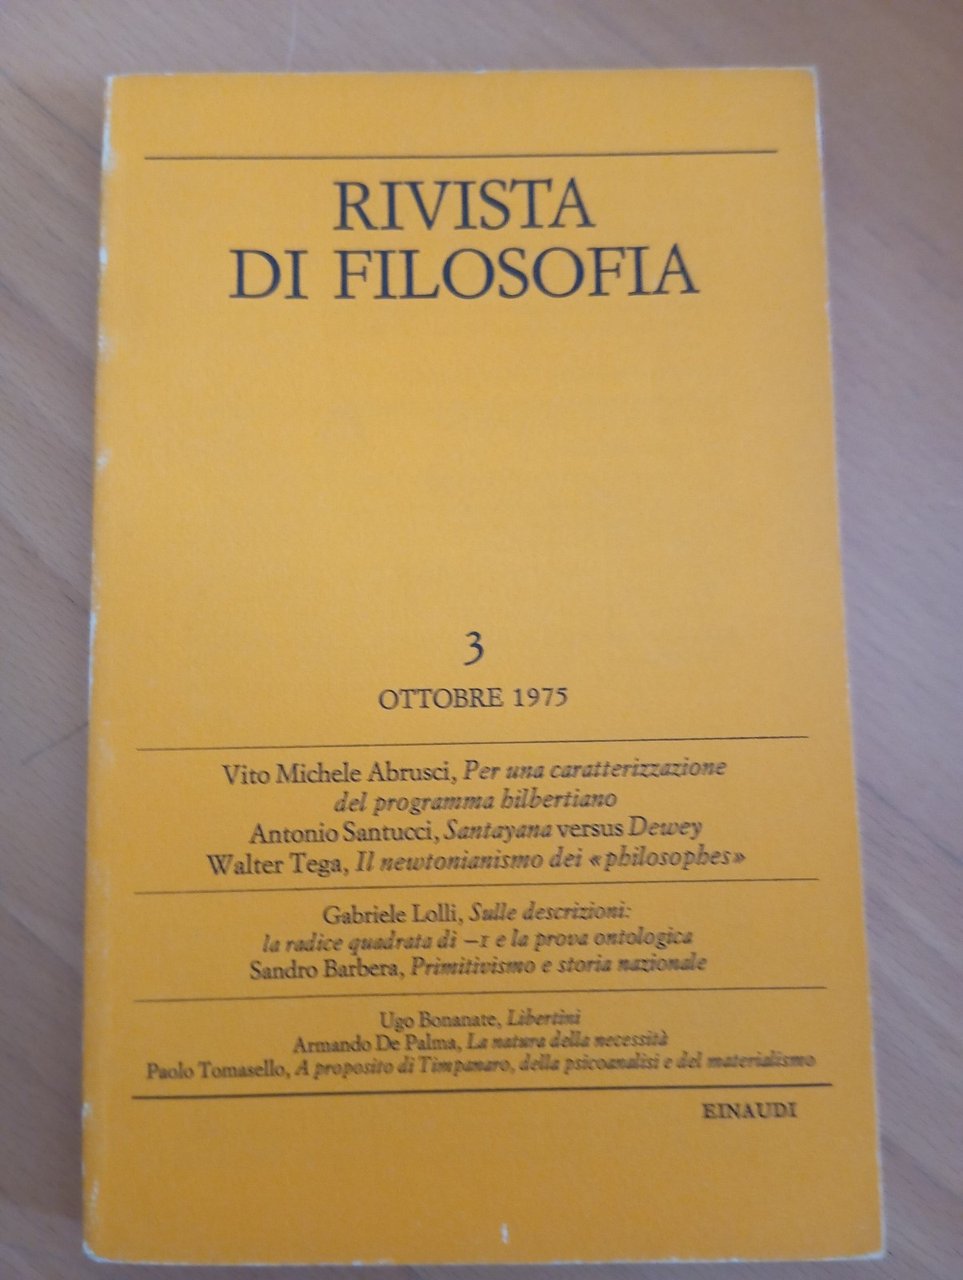 RIVISTA
DI FILOSOFIA
3
OTTOBRE 1975
Vito Michele Abrusci, Per una caratterizzazione
del programma hilbertiano
Antonio Santucci, Santayana versus Dewey
Walter Tega, Il newtonianismo dei «philosophes»
Gabriele Lolli, Sulle descrizioni:
la radice quadrata di −1 e la prova ontologica
Sandro Barbera, Primitivismo e storia nazionale
Ugo Bonanate, Libertini
Armando De Palma, La natura della necessità
Paolo Tomasello, A proposito di Timpanaro, della psicoanalisi e del materialismo
EINAUDI